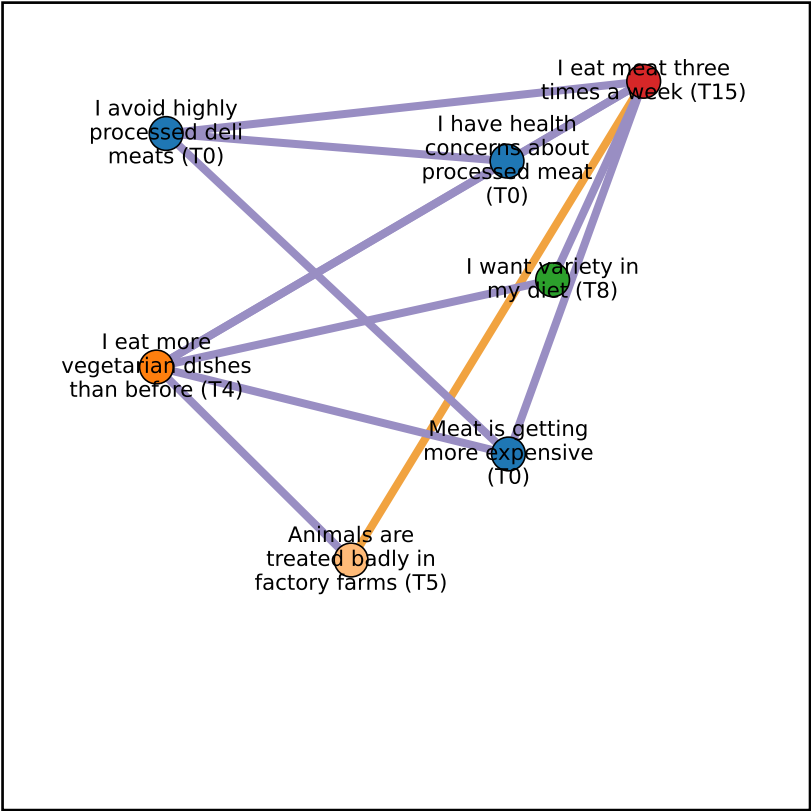 I eat meat three
times a week (T15)
I avoid highly
processed deli
meats (T0)
I have health
concerns about
processed meat
(T0)
I want variety in
my diet (T8)
I eat more
vegetarian dishes
than before (T4)
Meat is getting
more expensive
(T0)
Animals are
treated badly in
factory farms (T5)